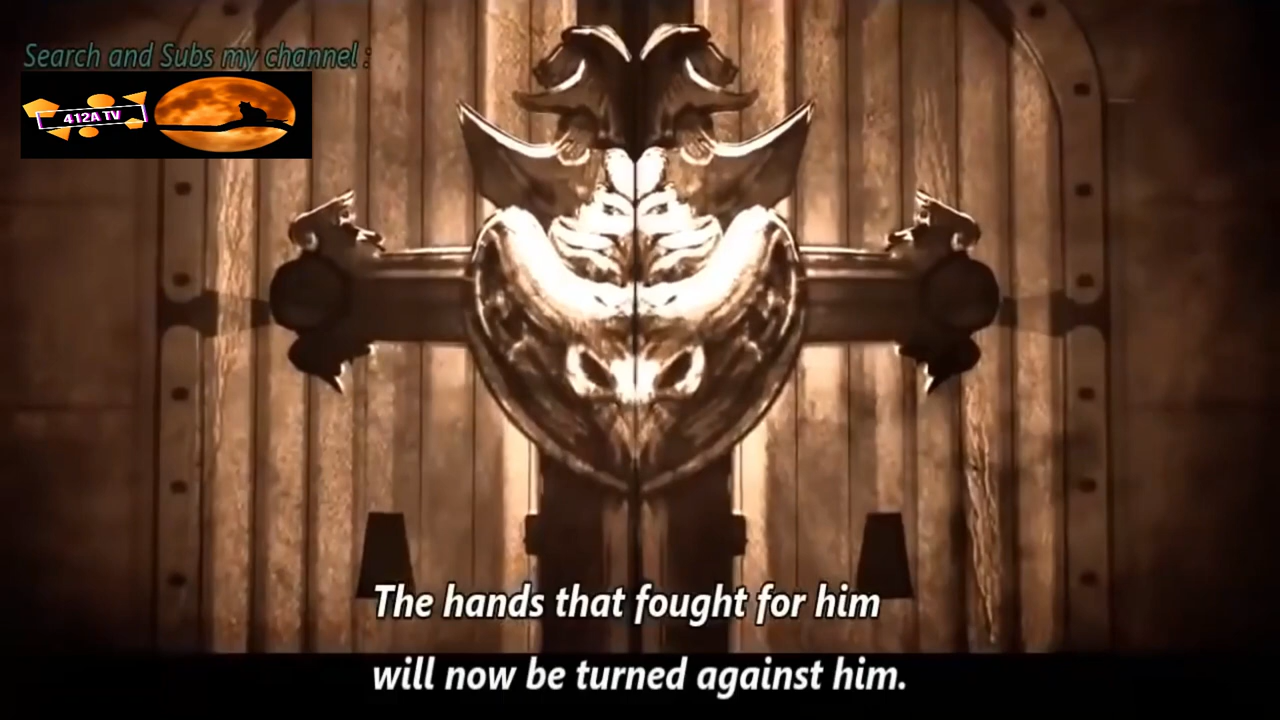 Search and Subs my channel :
412A TV
The hands that fought for him
will now be turned against him.